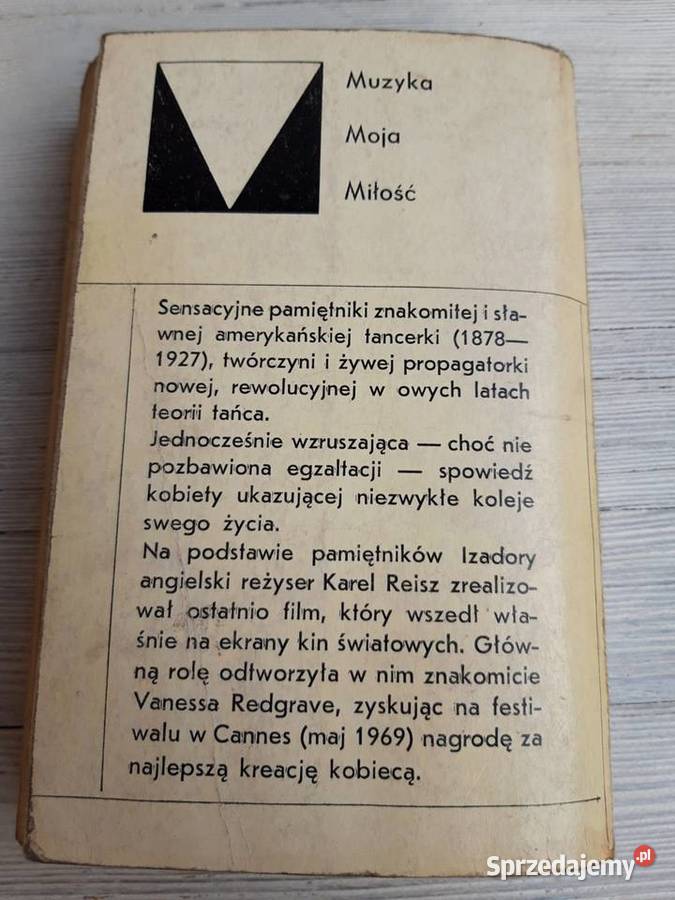 Muzyka
Moja
Miłość
Sensacyjne pamiętniki znakomitej i sła-
wnej amerykańskiej tancerki (1878—
1927), twórczyni i żywej propagatorki
nowej, rewolucyjnej w owych latach
teorii tańca.
Jednocześnie wzruszająca — choć nie
pozbawiona egzaltacji — spowiedź
kobiety ukazującej niezwykłe koleje
swego życia.
Na podstawie pamiętników Izadory
angielski reżyser Karel Reisz zrealizo-
wał ostatnio film, który wszedł wła-
śnie na ekrany kin światowych. Głów-
ną rolę odtworzyła w nim znakomicie
Vanessa Redgrave, zyskując na festi-
walu w Cannes (maj 1969) nagrodę za
najlepszą kreację kobiecą.
Sprzedajemy.pl